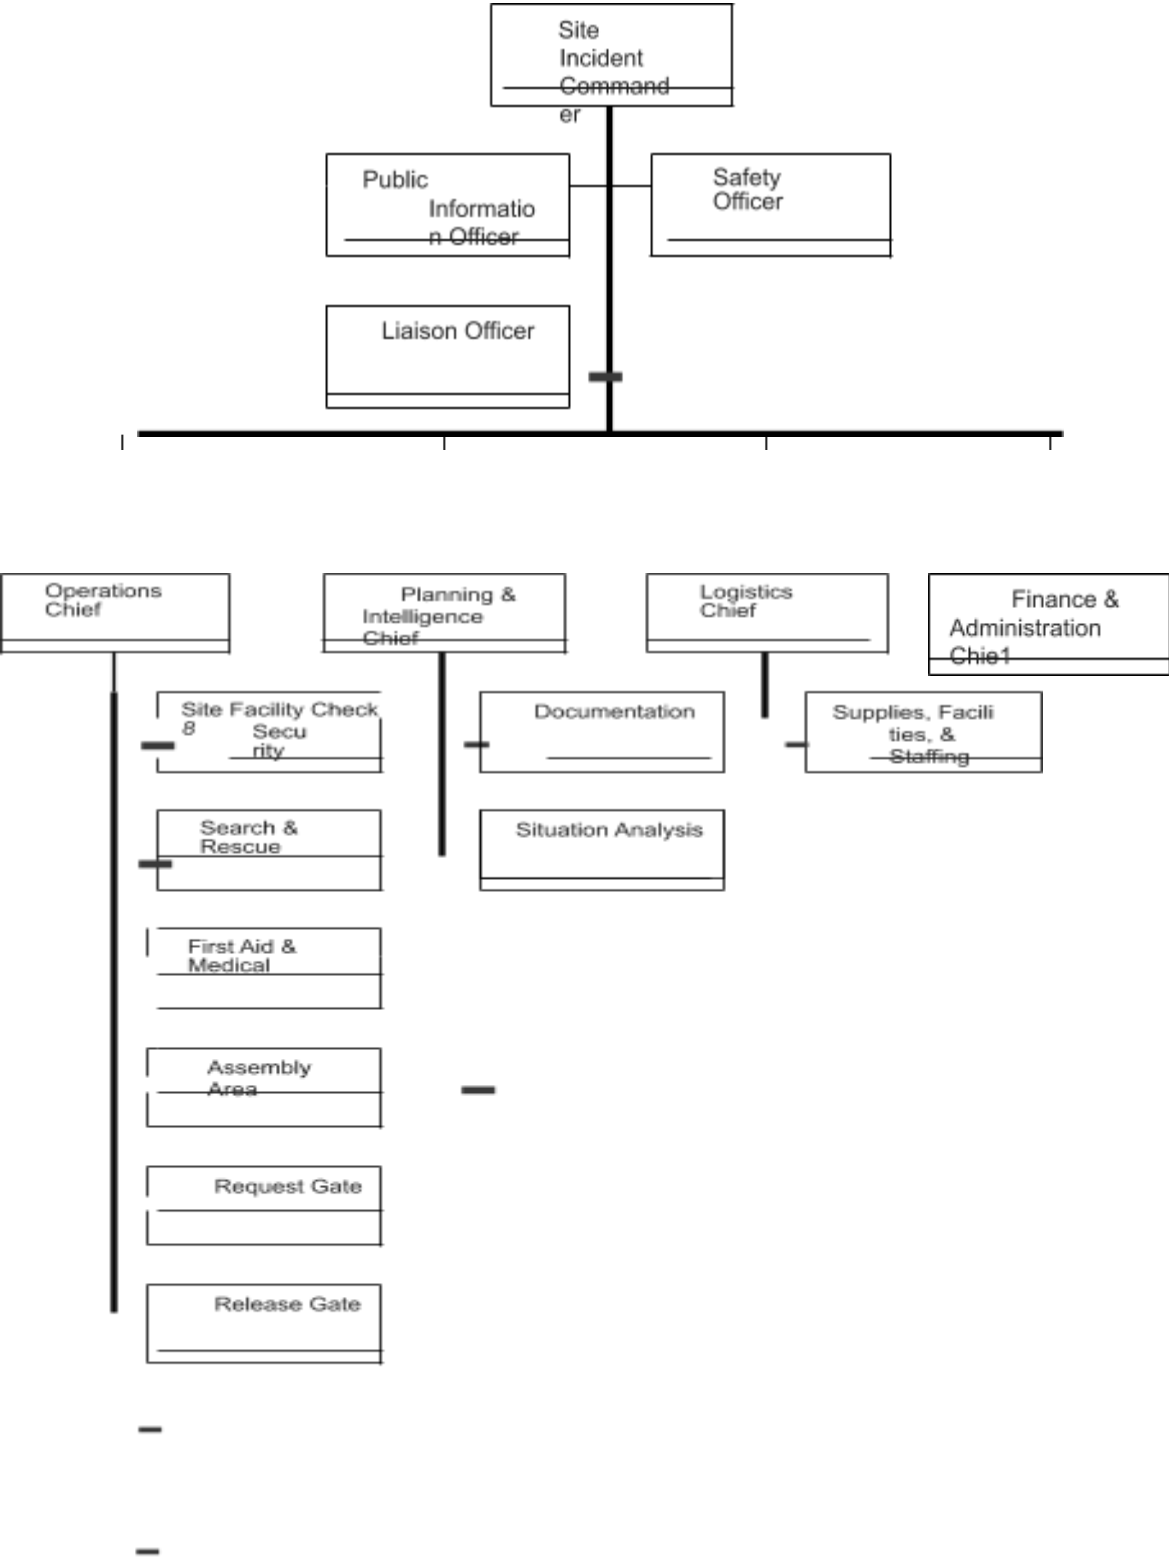 Site
Incident
Command
er
Public
Informatio
n Officer
Safety
Officer
Liaison Officer
Operations
Chief
Planning &
Intelligence
Chief
Logistics
Chief
Finance &
Administration
Chie1
Site Facility Check
8
Secu
rity
Documentation
Supplies, Facili
ties, &
Staffing
Search &
Rescue
Situation Analysis
First Aid &
Medical
Assembly
Area
Request Gate
Release Gate